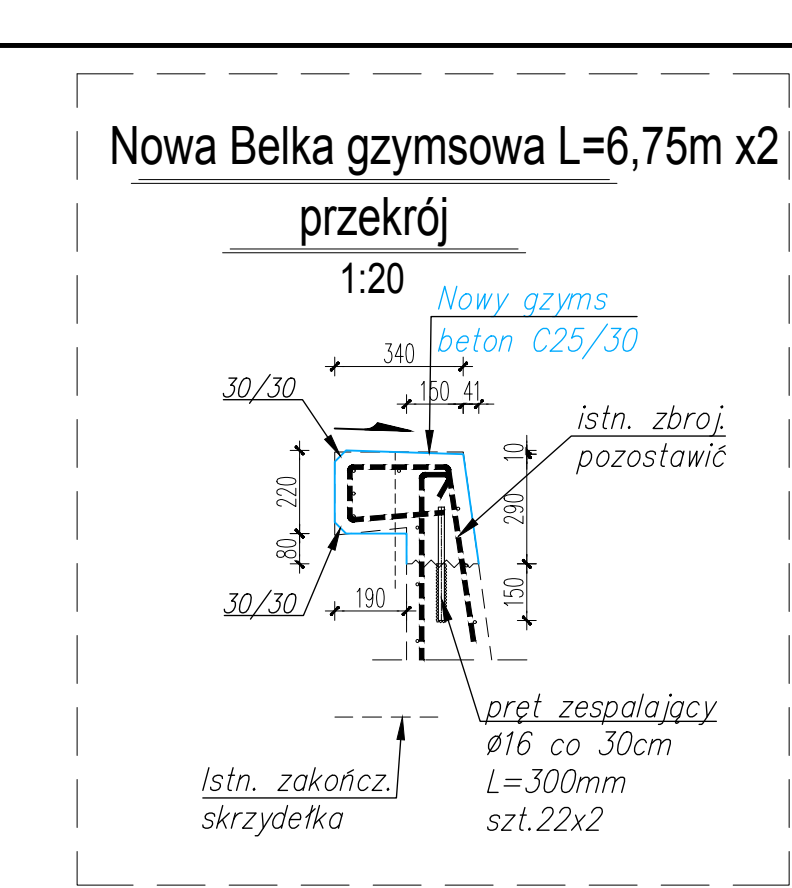 Nowa Belka gzymsowa L=6,75m x2
przekrój
1:20
Nowy gzyms
beton C25/30
340
30/30
150 41
istn. zbroj.
pozostawić
10
220
290
80
150
30/30
190
pręt zespalający
ø16 co 30cm
L=300mm
szt.22x2
Istn. zakończ.
skrzydełka